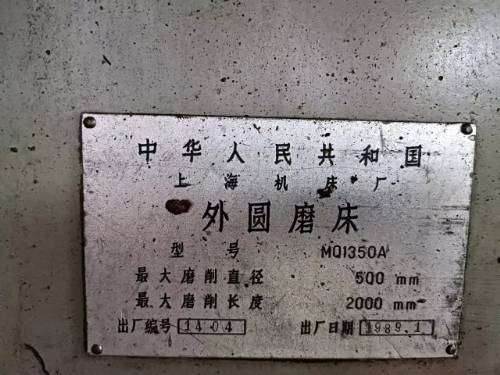 中华人民共和国
上海机床厂
外圆磨床
型号 MQ1350A
最大磨削直径 500 mm
最大磨削长度 2000 mm
出厂编号 1404 出厂日期 1989.1